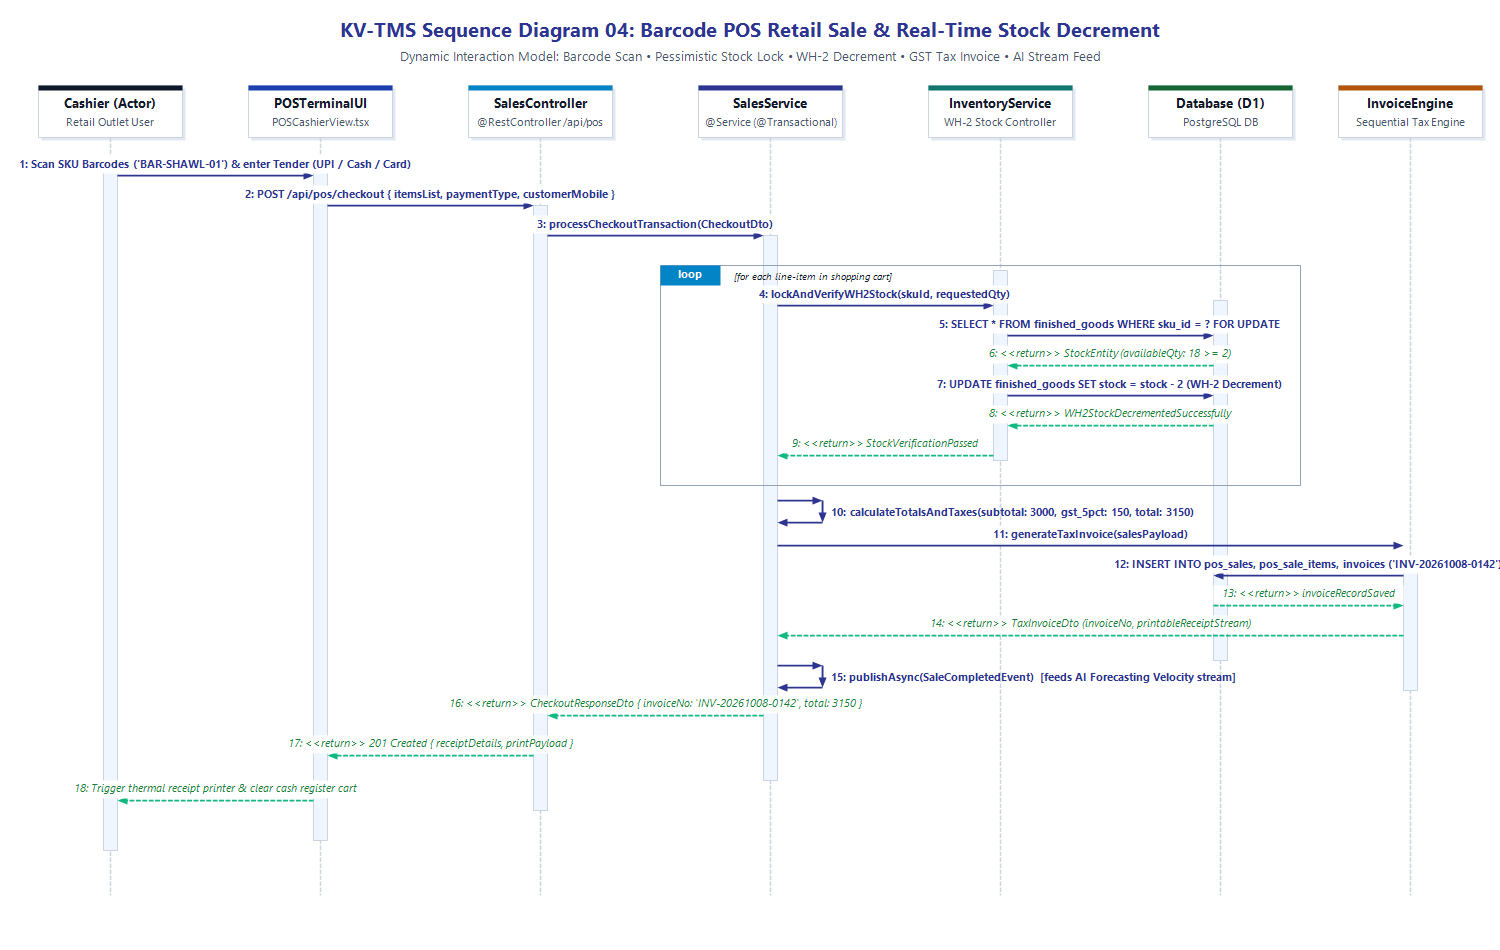 KV-TMS Sequence Diagram 04: Barcode POS Retail Sale & Real-Time Stock Decrement
Dynamic Interaction Model: Barcode Scan • Pessimistic Stock Lock • WH-2 Decrement • GST Tax Invoice • AI Stream Feed
Cashier (Actor)
Retail Outlet User
POSTerminalUI
POSCashierView.tsx
SalesController
@RestController /api/pos
SalesService
@Service (@Transactional)
InventoryService
WH-2 Stock Controller
Database (D1)
PostgreSQL DB
InvoiceEngine
Sequential Tax Engine
1: Scan SKU Barcodes ('BAR-SHAWL-01') & enter Tender (UPI / Cash / Card)
2: POST /api/pos/checkout { itemsList, paymentType, customerMobile }
3: processCheckoutTransaction(CheckoutDto)
loop
[for each line-item in shopping cart]
4: lockAndVerifyWH2Stock(skuId, requestedQty)
5: SELECT * FROM finished_goods WHERE sku_id = ? FOR UPDATE
6: <<return>> StockEntity (availableQty: 18 >= 2)
7: UPDATE finished_goods SET stock = stock - 2 (WH-2 Decrement)
8: <<return>> WH2StockDecrementedSuccessfully
9: <<return>> StockVerificationPassed
10: calculateTotalsAndTaxes(subtotal: 3000, gst_5pct: 150, total: 3150)
11: generateTaxInvoice(salesPayload)
12: INSERT INTO pos_sales, pos_sale_items, invoices ('INV-20261008-0142')
13: <<return>> invoiceRecordSaved
14: <<return>> TaxInvoiceDto (invoiceNo, printableReceiptStream)
15: publishAsync(SaleCompletedEvent) [feeds AI Forecasting Velocity stream]
16: <<return>> CheckoutResponseDto { invoiceNo: 'INV-20261008-0142', total: 3150 }
17: <<return>> 201 Created { receiptDetails, printPayload }
18: Trigger thermal receipt printer & clear cash register cart